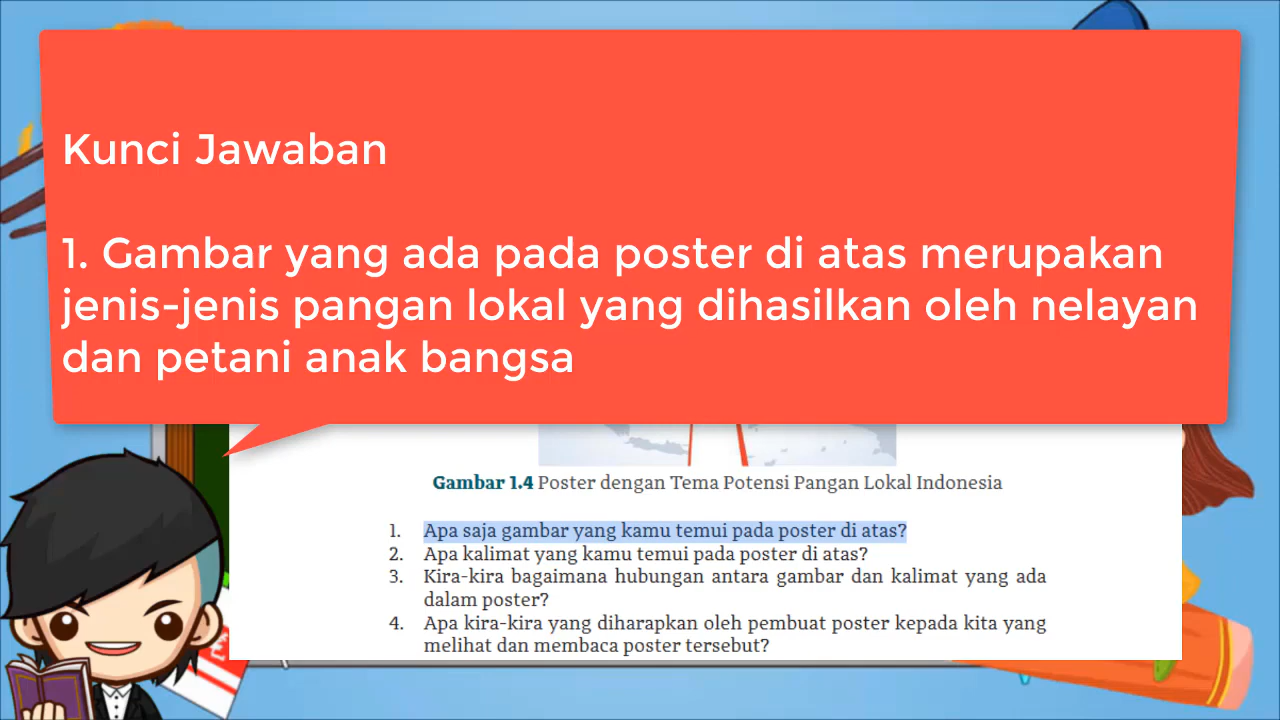 Kunci Jawaban
1. Gambar yang ada pada poster di atas merupakan
jenis-jenis pangan lokal yang dihasilkan oleh nelayan
dan petani anak bangsa
Gambar 1.4 Poster dengan Tema Potensi Pangan Lokal Indonesia
1. Apa saja gambar yang kamu temui pada poster di atas?
2. Apa kalimat yang kamu temui pada poster di atas?
3. Kira-kira bagaimana hubungan antara gambar dan kalimat yang ada
dalam poster?
4. Apa kira-kira yang diharapkan oleh pembuat poster kepada kita yang
melihat dan membaca poster tersebut?